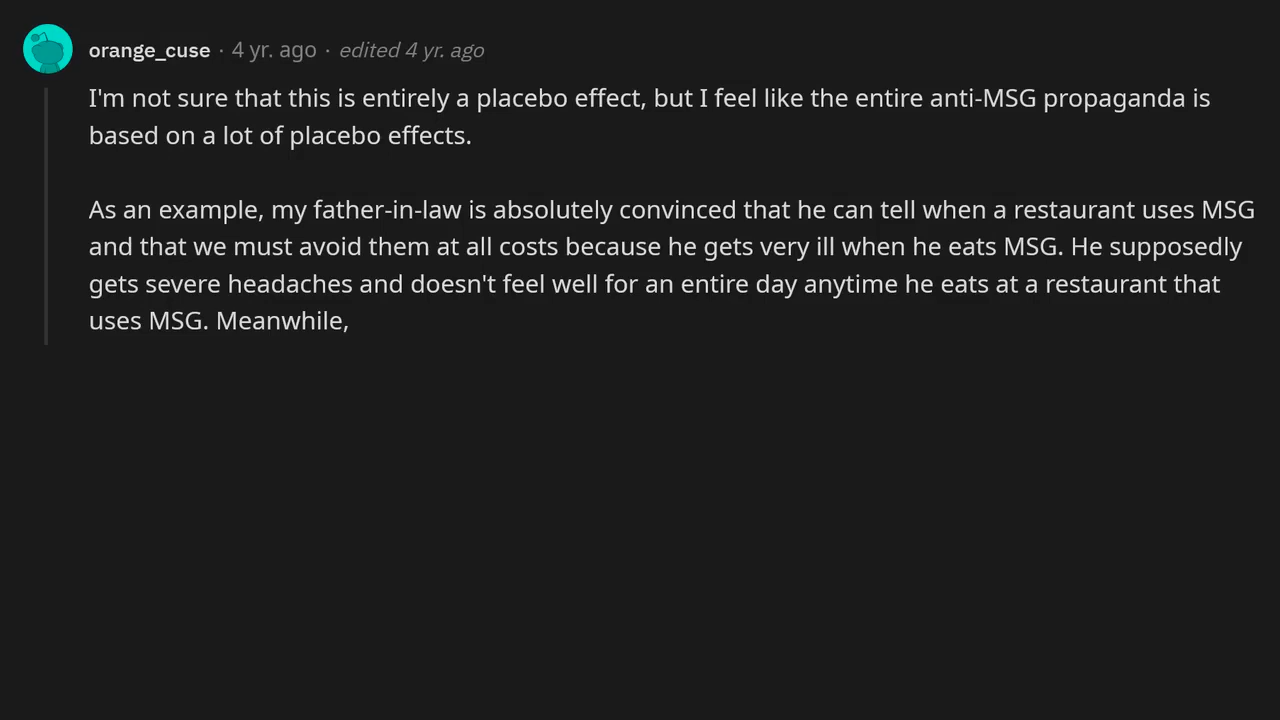 orange_cuse · 4 yr. ago · edited 4 yr. ago
I'm not sure that this is entirely a placebo effect, but I feel like the entire anti-MSG propaganda is
based on a lot of placebo effects.
As an example, my father-in-law is absolutely convinced that he can tell when a restaurant uses MSG
and that we must avoid them at all costs because he gets very ill when he eats MSG. He supposedly
gets severe headaches and doesn't feel well for an entire day anytime he eats at a restaurant that
uses MSG. Meanwhile,